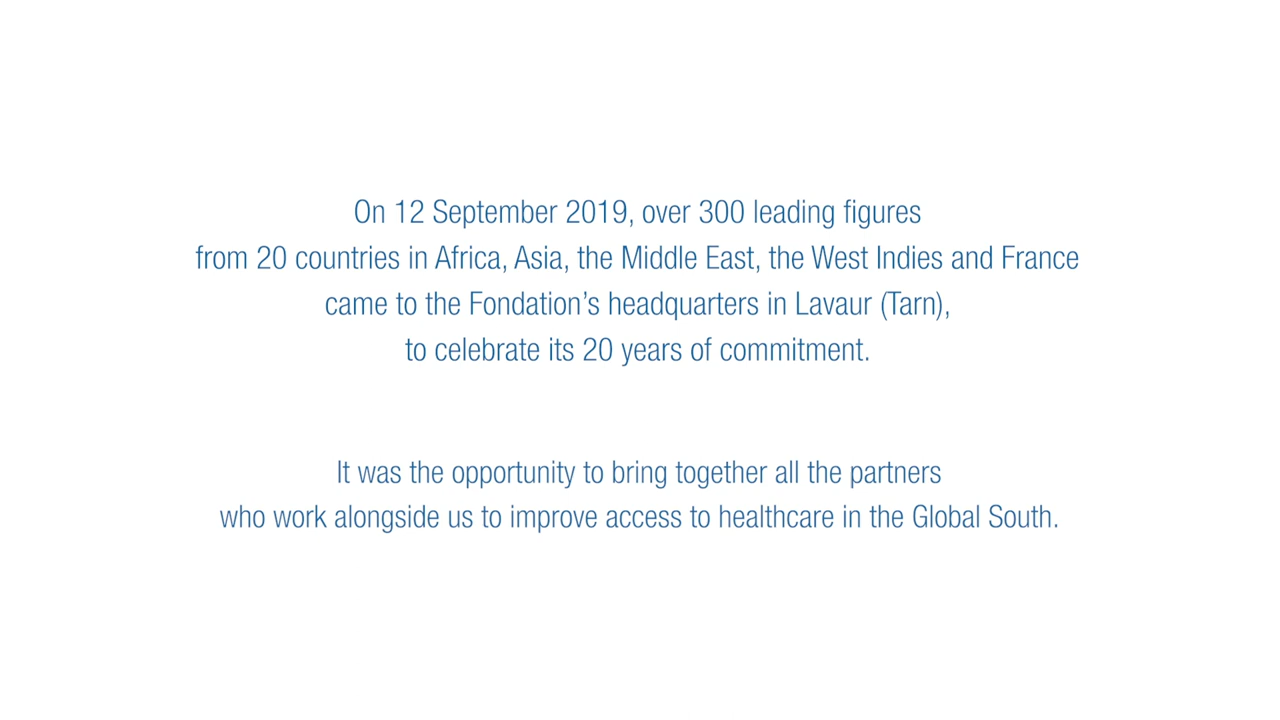 On 12 September 2019, over 300 leading figures
from 20 countries in Africa, Asia, the Middle East, the West Indies and France
came to the Fondation’s headquarters in Lavaur (Tarn),
to celebrate its 20 years of commitment.
It was the opportunity to bring together all the partners
who work alongside us to improve access to healthcare in the Global South.